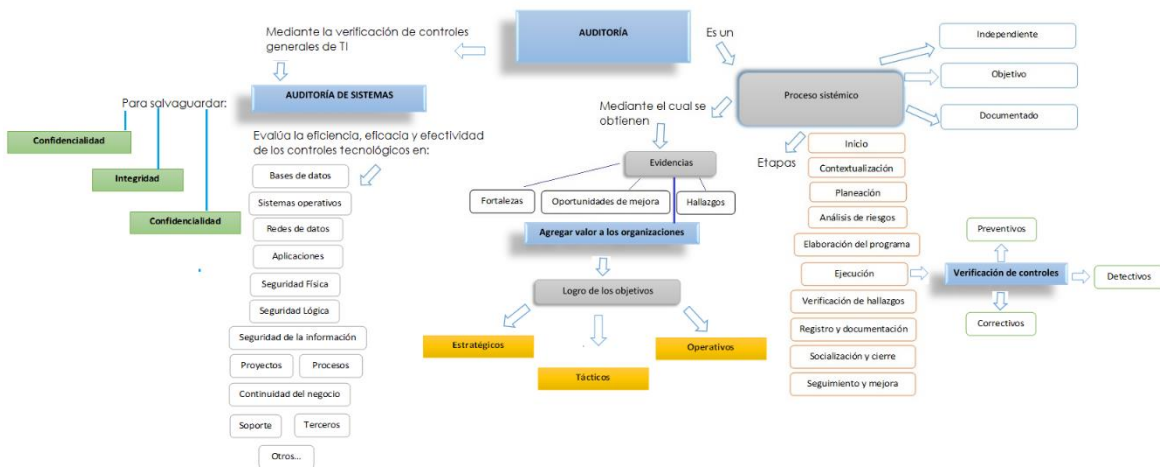 AUDITORÍA
Es un
Mediante la verificación de controles
generales de TI
AUDITORÍA DE SISTEMAS
Para salvaguardar:
Confidencialidad
Integridad
Confidencialidad
Evalúa la eficiencia, eficacia y efectividad
de los controles tecnológicos en:
Bases de datos
Sistemas operativos
Redes de datos
Aplicaciones
Seguridad Física
Seguridad Lógica
Seguridad de la información
Proyectos
Procesos
Continuidad del negocio
Soporte
Terceros
Otros...
Proceso sistémico
Independiente
Objetivo
Documentado
Mediante el cual se
obtienen
Evidencias
Fortalezas
Oportunidades de mejora
Hallazgos
Agregar valor a los organizaciones
Logro de los objetivos
Estratégicos
Tácticos
Operativos
Etapas
Inicio
Contextualización
Planeación
Análisis de riesgos
Elaboración del programa
Ejecución
Verificación de hallazgos
Registro y documentación
Socialización y cierre
Seguimiento y mejora
Verificación de controles
Preventivos
Detectivos
Correctivos